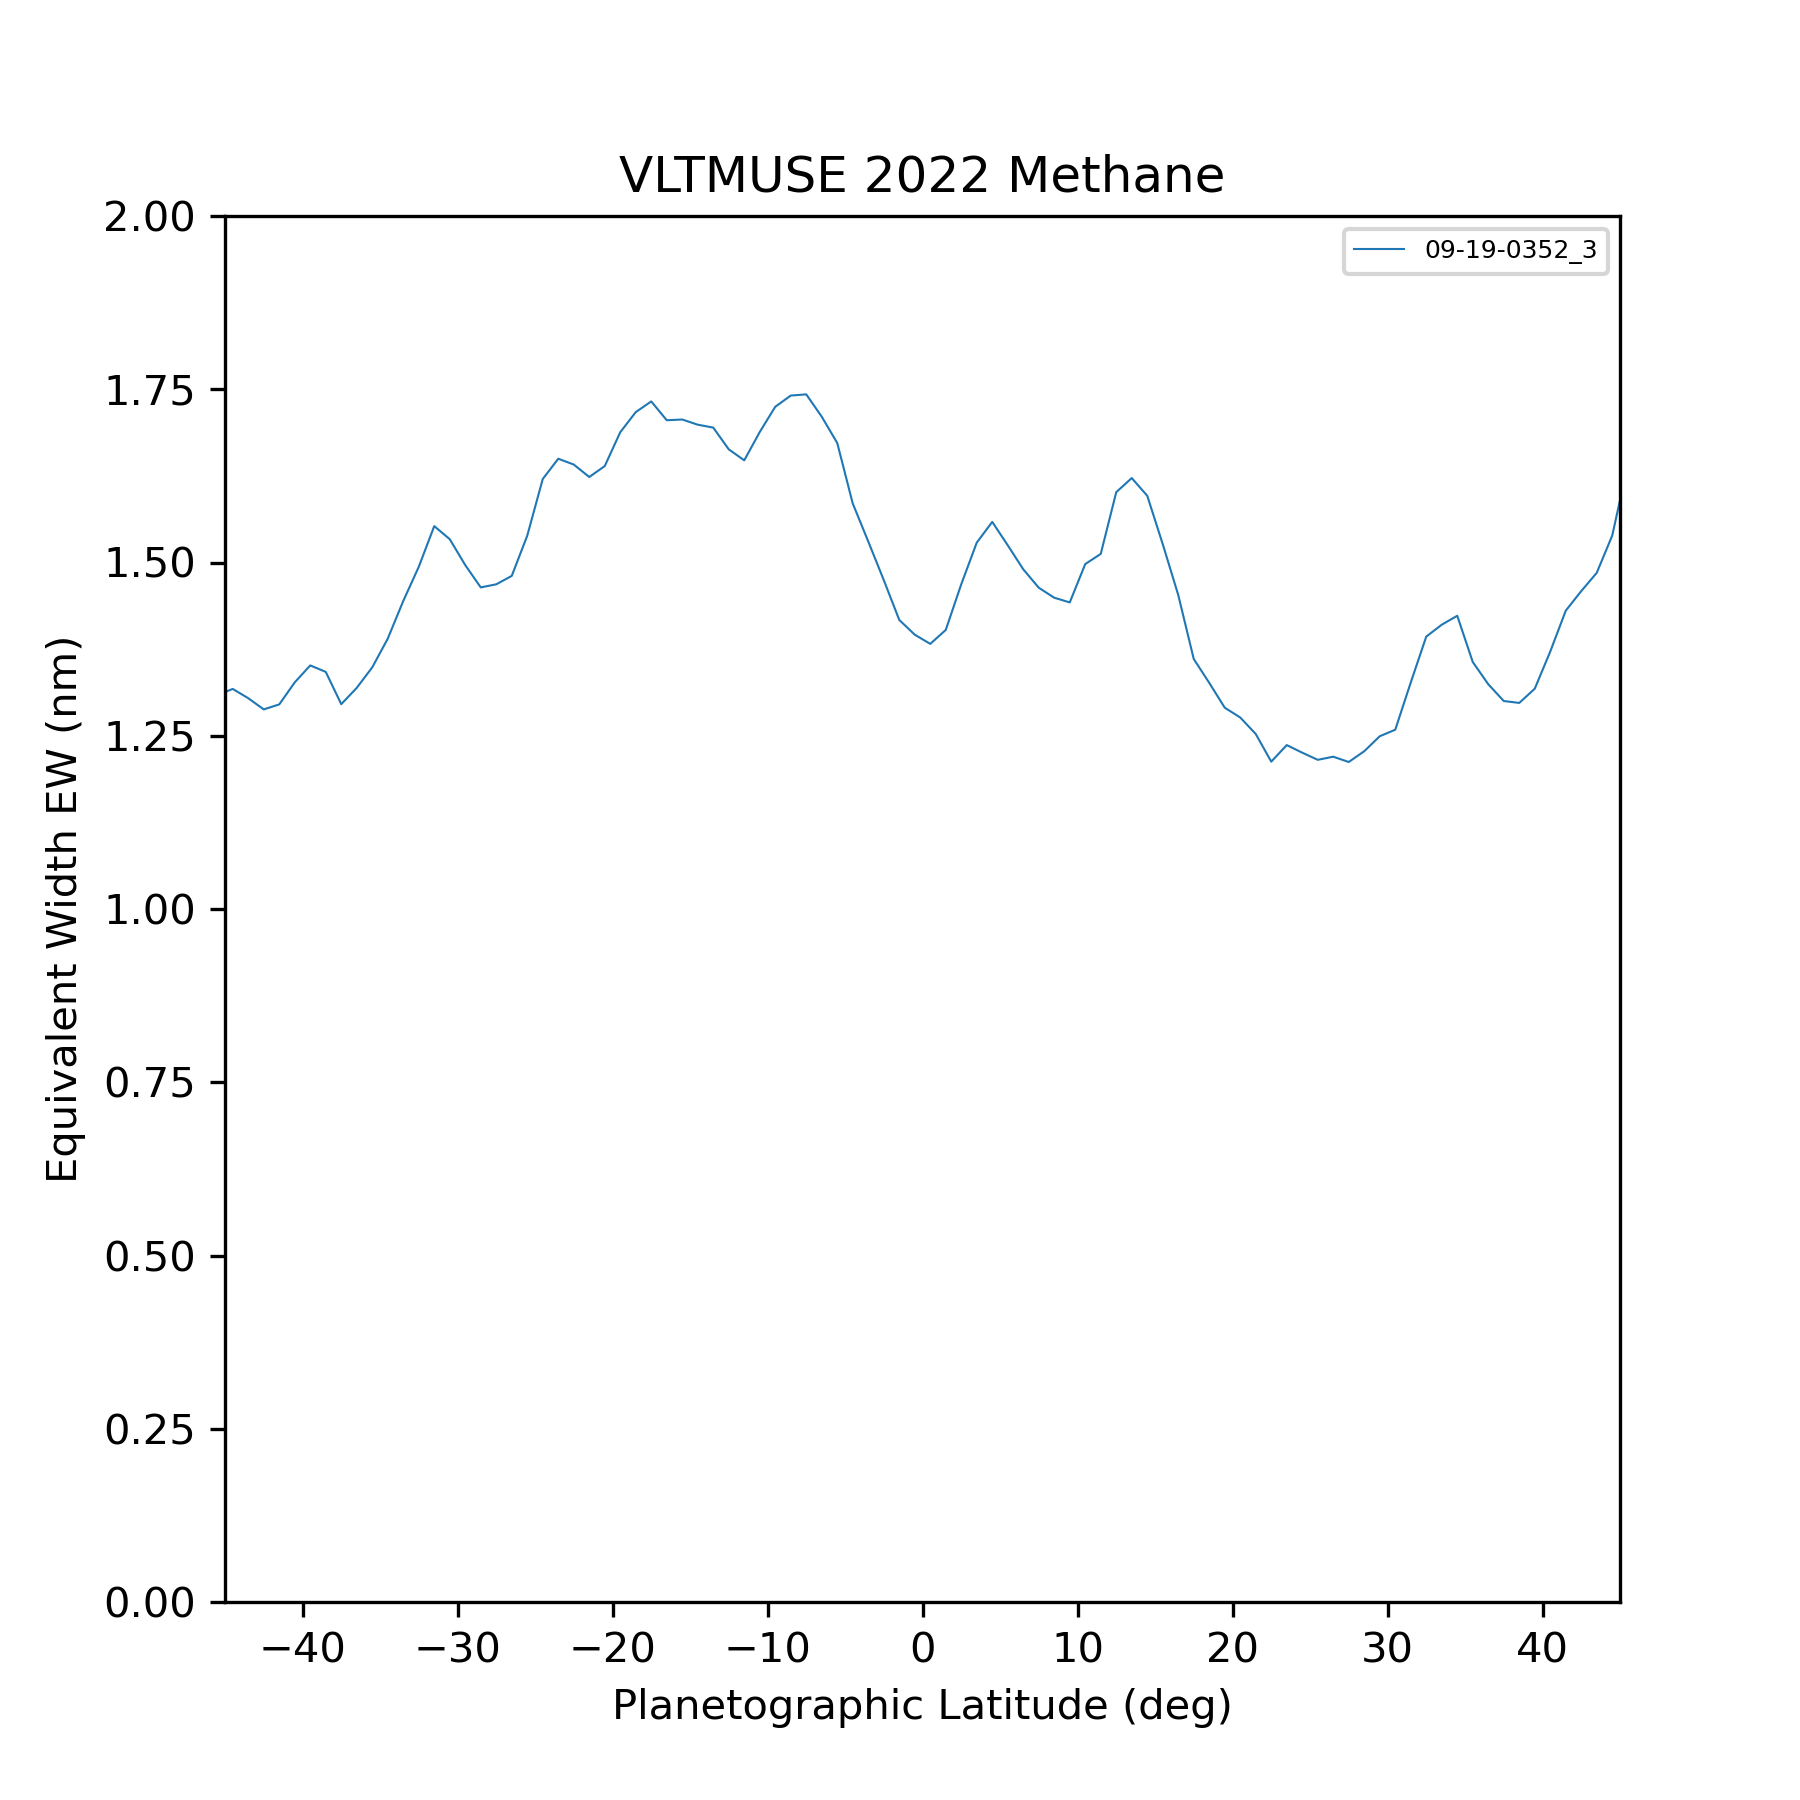 VLTMUSE 2022 Methane
09-19-0352_3
2.00
1.75
1.50
1.25
1.00
0.75
0.50
0.25
0.00
Equivalent Width EW (nm)
−40 −30 −20 −10 0 10 20 30 40
Planetographic Latitude (deg)